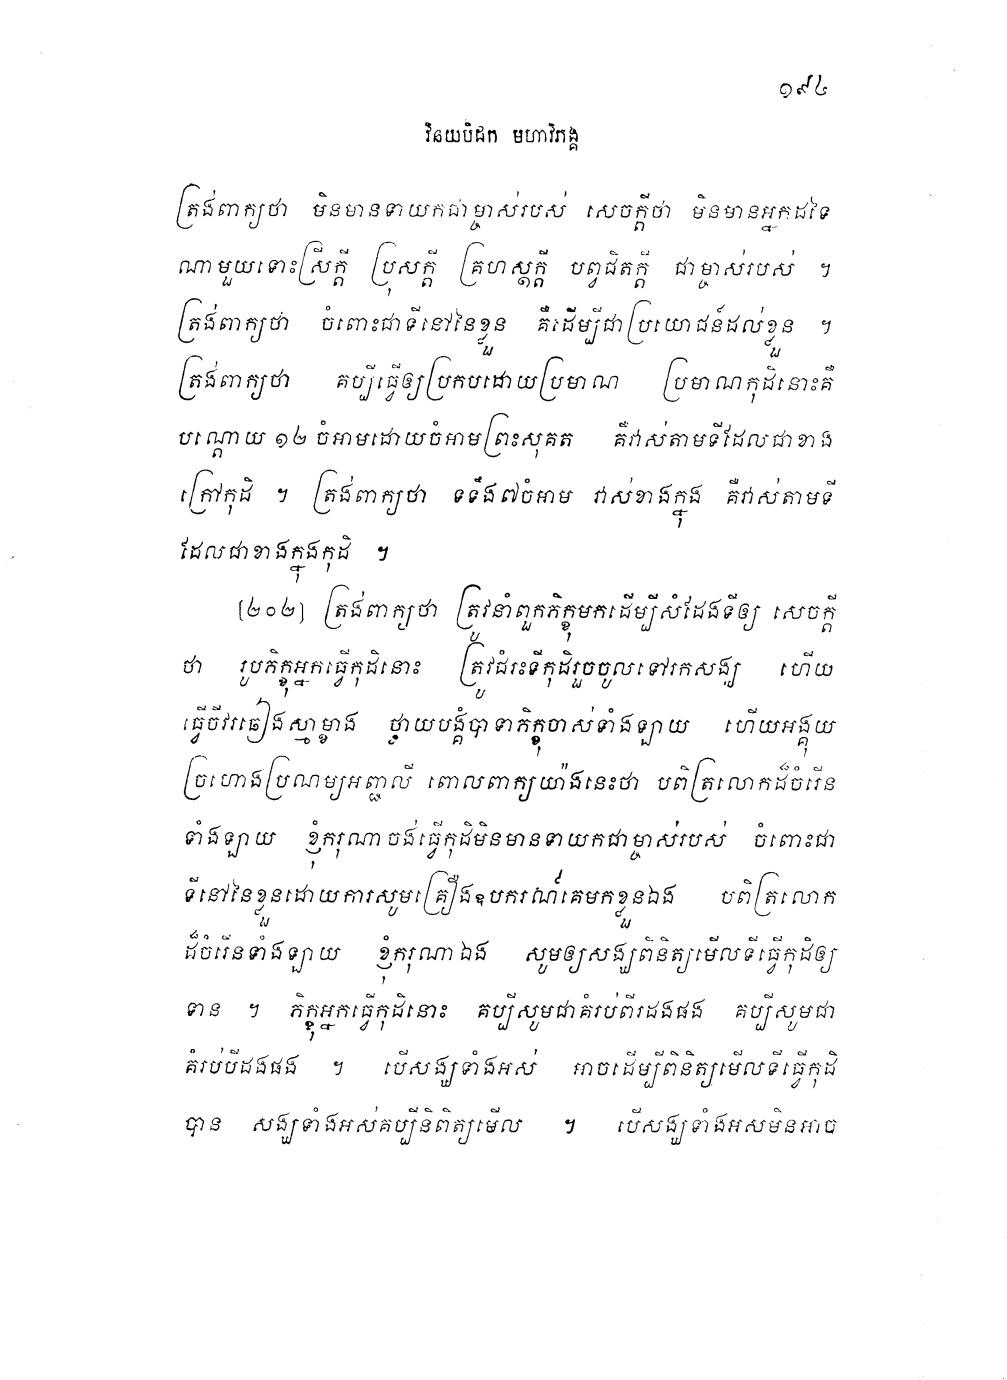 ១៩៤
វិនយបិដក មហាវិភង្គ
ត្រង់ពាក្យថា មិនមានទាយកជាម្ចាស់របស់ សេចក្តីថា មិនមានអ្នកដទៃ
ណាមួយទោះស្រីក្តី ប្រុសក្តី គ្រហស្ថក្តី បព្វជិតក្តី ជាម្ចាស់របស់ ។
ត្រង់ពាក្យថា ចំពោះជាទីនៅនៃខ្លួន គឺដើម្បីជាប្រយោជន៍ដល់ខ្លួន ។
ត្រង់ពាក្យថា គប្បីធ្វើឲ្យប្រកបដោយប្រមាណ ប្រមាណកុដិនោះគឺ
បណ្តោយ ១២ ចំអាមដោយចំអាមព្រះសុគត គឺវាស់តាមទីដែលជាខាង
ក្រៅកុដិ ។ ត្រង់ពាក្យថា ទទឹង៧ចំអាម វាស់ខាងក្នុង គឺវាស់តាមទី
ដែលជាខាងក្នុងកុដិ ។
[២០២] ត្រង់ពាក្យថា ត្រូវនាំពួកភិក្ខុមកដើម្បីសំដែងទីឲ្យ សេចក្តី
ថា រូបភិក្ខុអ្នកធ្វើកុដិនោះ ត្រូវជំរះទីកុដិរួចចូលទៅរកសង្ឃ ហើយ
ធ្វើចីវរឆៀងស្មាម្ខាង ថ្វាយបង្គំបាទាភិក្ខុចាស់ទាំងឡាយ ហើយអង្គុយ
ច្រហោងប្រណម្យអញ្ជលី ពោលពាក្យយ៉ាងនេះថា បពិត្រលោកដ៏ចំរើន
ទាំងឡាយ ខ្ញុំករុណាចង់ធ្វើកុដិមិនមានទាយកជាម្ចាស់របស់ ចំពោះជា
ទីនៅនៃខ្លួនដោយការសូមគ្រឿងឧបករណ៍គេមកខ្លួនឯង បពិត្រលោក
ដ៏ចំរើនទាំងឡាយ ខ្ញុំករុណាឯង សូមឲ្យសង្ឃពិនិត្យមើលទីធ្វើកុដិឲ្យ
ទាន ។ ភិក្ខុអ្នកធ្វើកុដិនោះ គប្បីសូមជាគំរប់ពីរដងផង គប្បីសូមជា
គំរប់បីដងផង ។ បើសង្ឃទាំងអស់ អាចដើម្បីពិនិត្យមើលទីធ្វើកុដិ
បាន សង្ឃទាំងអស់គប្បីនិពិត្យមើល ។ បើសង្ឃទាំងអសមិនអាច